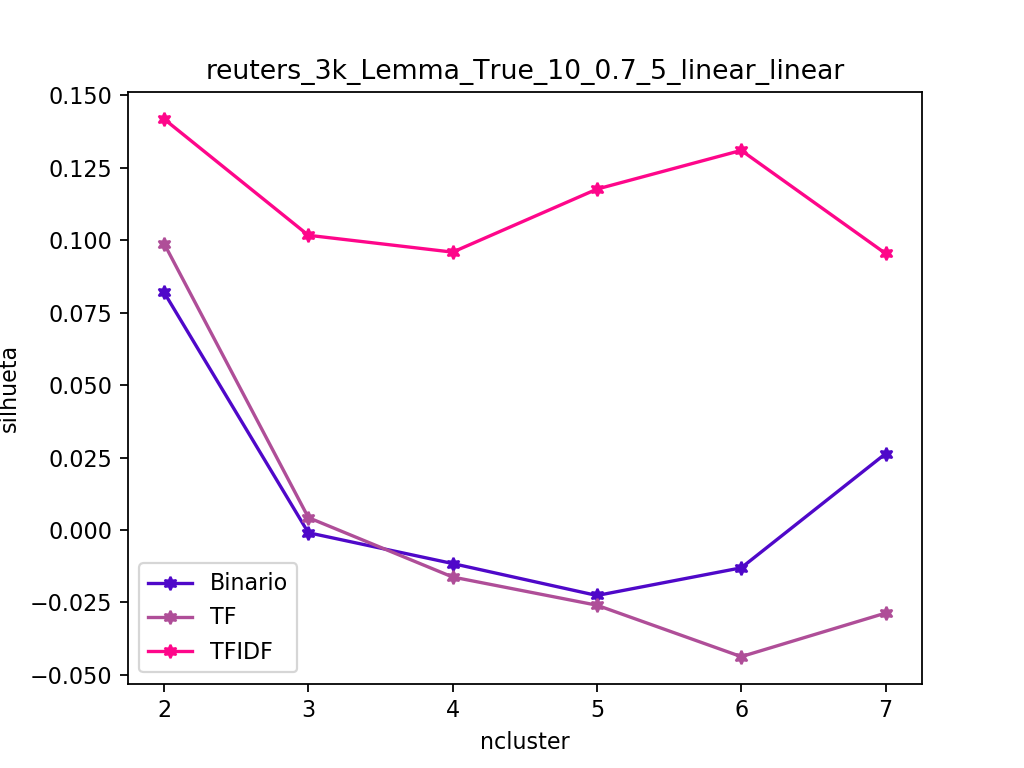 reuters_3k_Lemma_True_10_0.7_5_linear_linear
silhueta
0.150
0.125
0.100
0.075
0.050
0.025
0.000
−0.025
−0.050
Binario
TF
TFIDF
2 3 4 5 6 7
ncluster